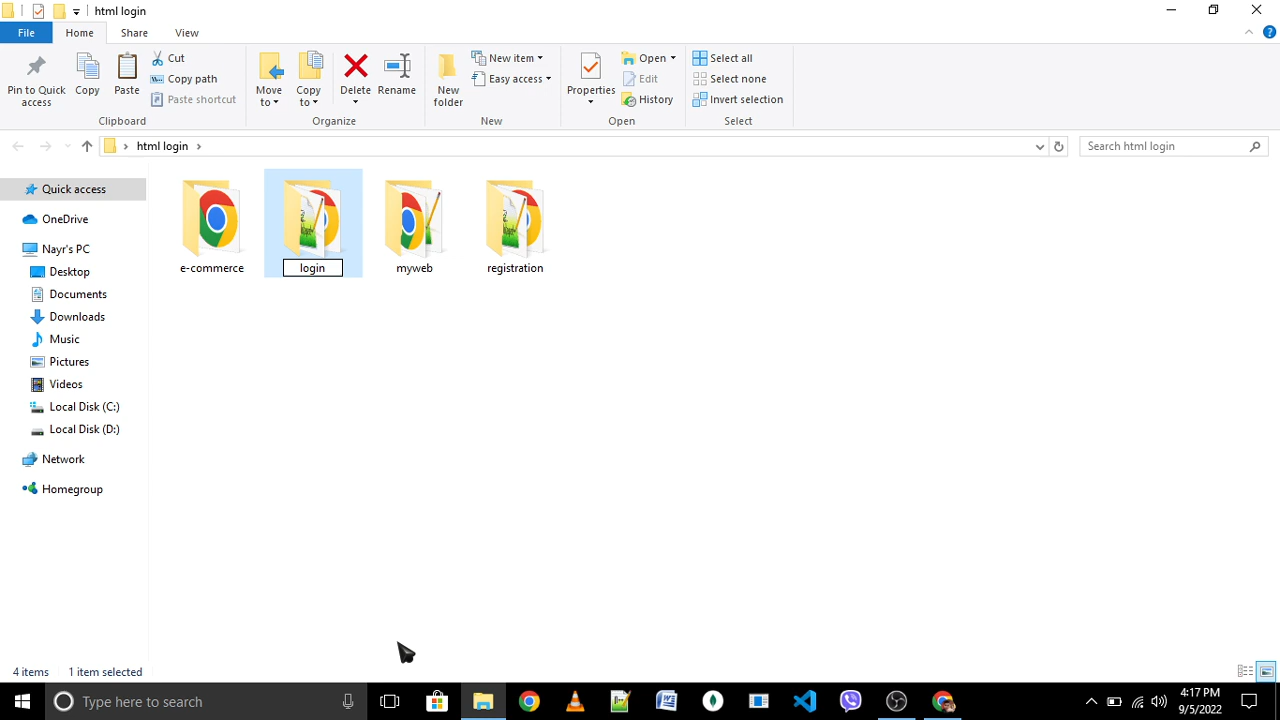 html login
File Home Share View
Pin to Quick access
Copy
Paste
Cut
Copy path
Paste shortcut
Clipboard
Move to
Copy to
Delete
Rename
Organize
New folder
New item
Easy access
New
Properties
Open
Edit
History
Open
Select all
Select none
Invert selection
Select
html login
Search html login
Quick access
OneDrive
Nayr's PC
Desktop
Documents
Downloads
Music
Pictures
Videos
Local Disk (C:)
Local Disk (D:)
Network
Homegroup
e-commerce
login
myweb
registration
4 items 1 item selected
Type here to search
4:17 PM
9/5/2022